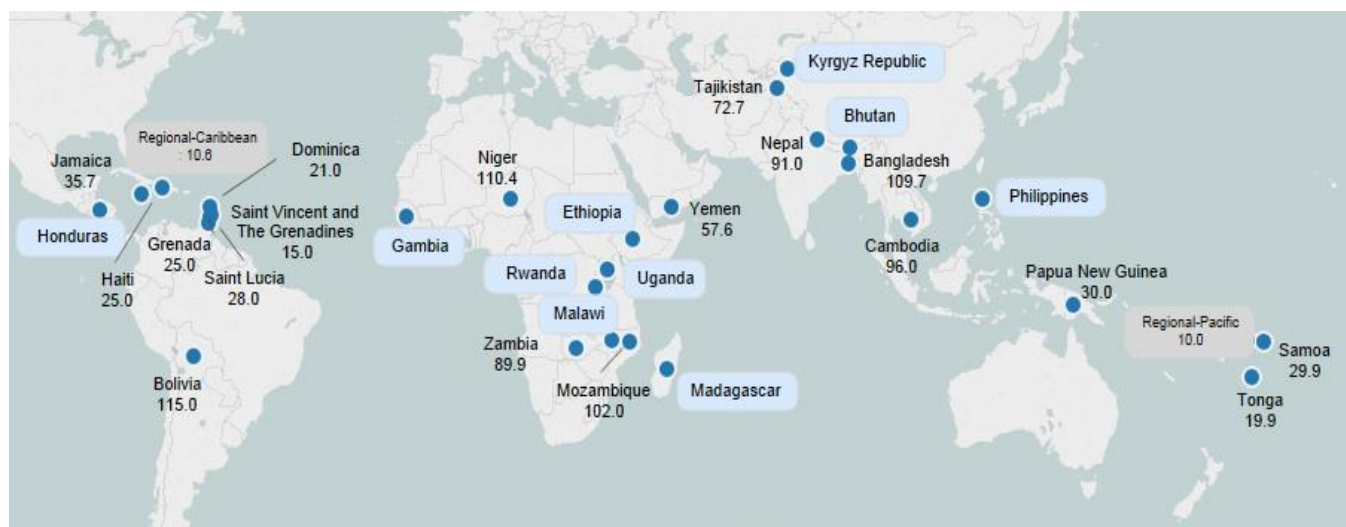 Kyrgyz Republic
Tajikistan
72.7
Bhutan
Nepal
91.0
Bangladesh
109.7
Regional-Caribbean
: 10.6
Dominica
21.0
Jamaica
35.7
Niger
110.4
Honduras
Saint Vincent and
The Grenadines
15.0
Grenada
25.0
Haiti
25.0
Saint Lucia
28.0
Gambia
Ethiopia
Yemen
57.6
Philippines
Cambodia
96.0
Rwanda
Uganda
Malawi
Papua New Guinea
30.0
Regional-Pacific
10.0
Zambia
89.9
Mozambique
102.0
Madagascar
Samoa
29.9
Tonga
19.9
Bolivia
115.0